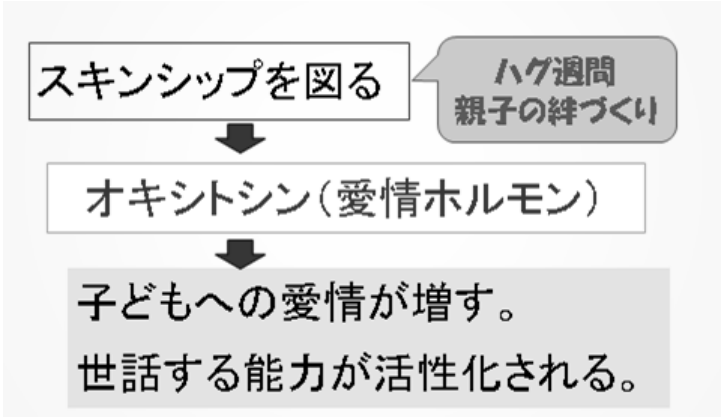 スキンシップを図る
ハグ週間
親子の絆づくり
オキシトシン（愛情ホルモン）
子どもへの愛情が増す。
世話する能力が活性化される。